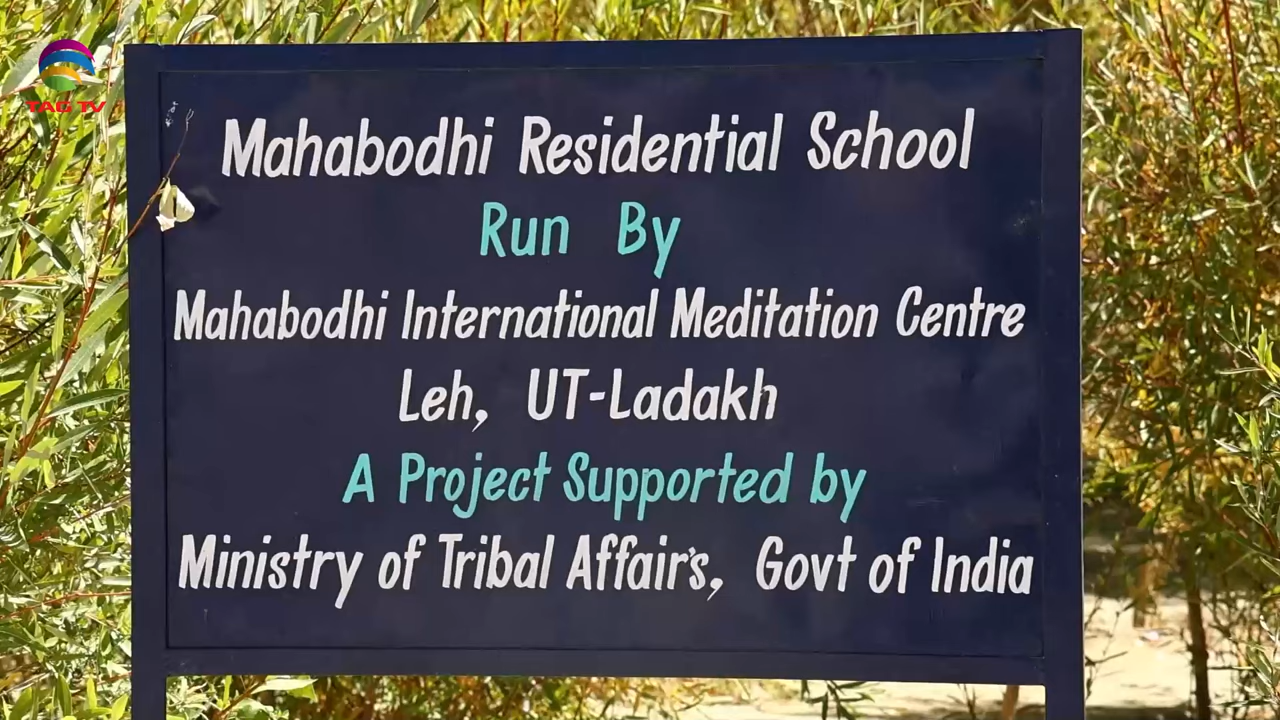 TAG TV
Mahabodhi Residential School
Run By
Mahabodhi International Meditation Centre
Leh, UT-Ladakh
A Project Supported by
Ministry of Tribal Affair's, Govt of India